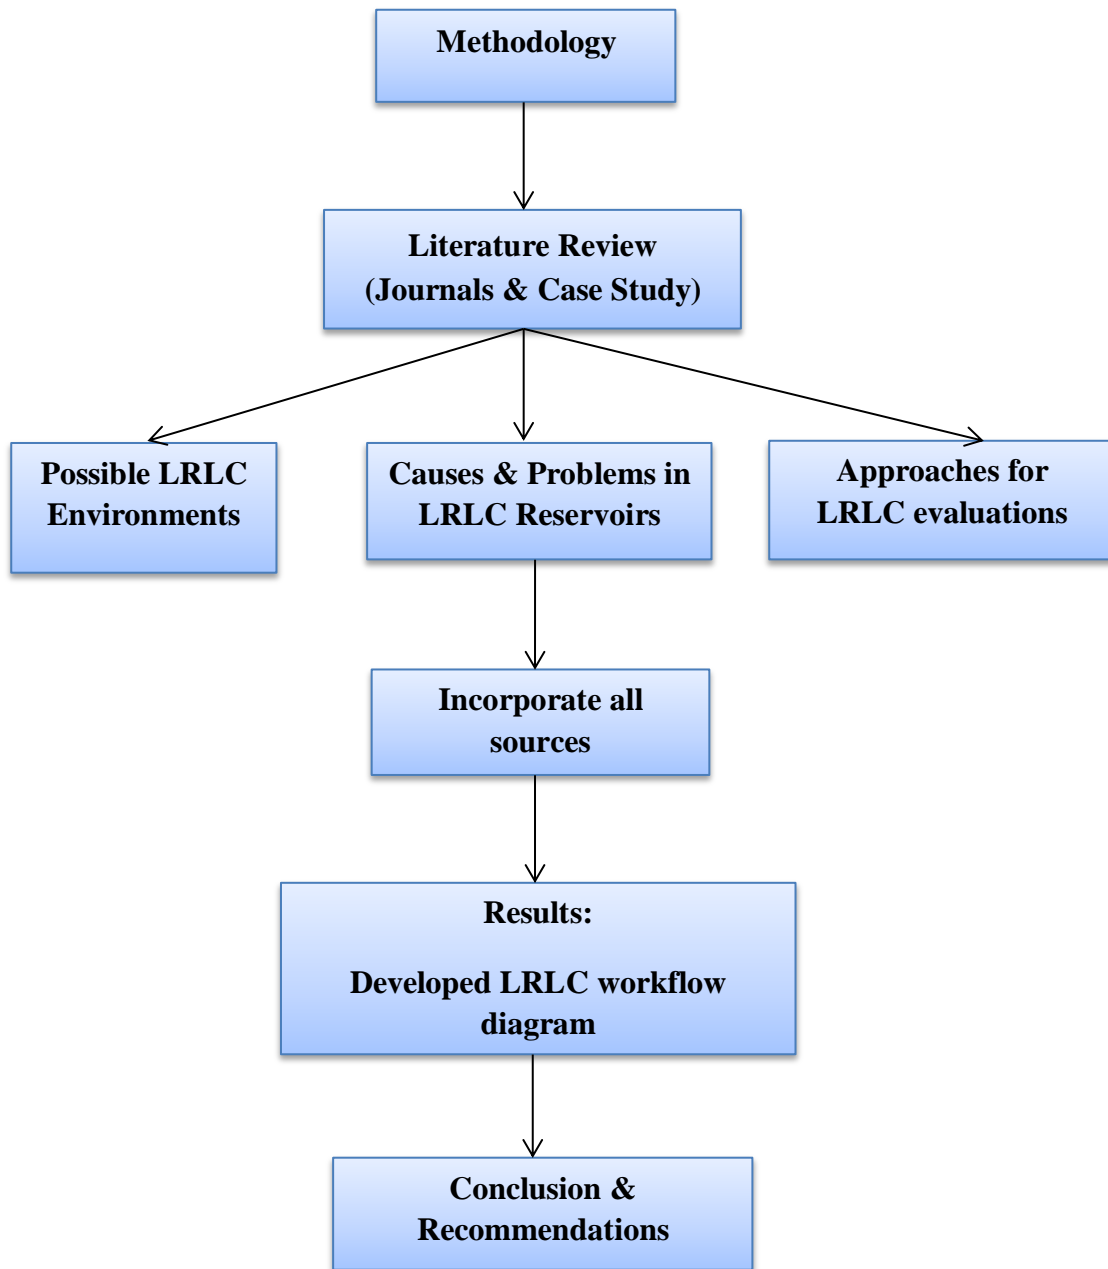 Methodology
Literature Review
(Journals & Case Study)
Possible LRLC
Environments
Causes & Problems in
LRLC Reservoirs
Approaches for
LRLC evaluations
Incorporate all
sources
Results:
Developed LRLC workflow
diagram
Conclusion &
Recommendations